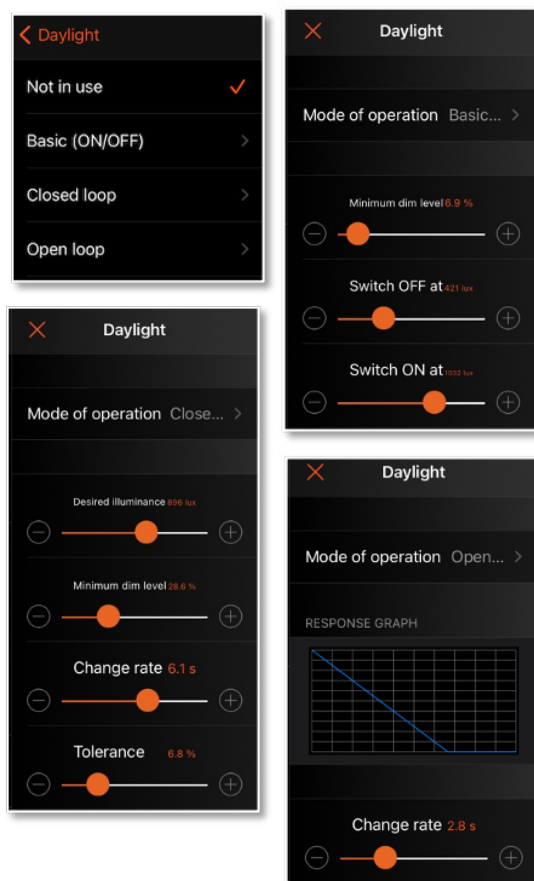 Daylight
Not in use
Basic (ON/OFF)
Closed loop
Open loop
Daylight
Mode of operation Basic...
Minimum dim level 6.9 %
Switch OFF at 421 lux
Switch ON at 1032 lux
Daylight
Mode of operation Close...
Desired illuminance 896 lux
Minimum dim level 28.6 %
Change rate 6.1 s
Tolerance 6.8 %
Daylight
Mode of operation Open...
RESPONSE GRAPH
Change rate 2.8 s